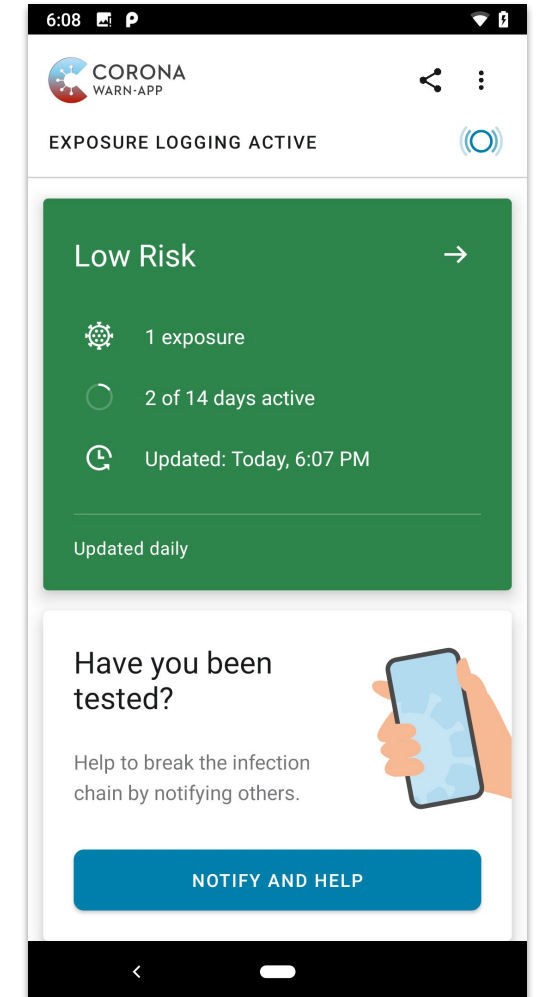 6:08
CORONA
WARN-APP
EXPOSURE LOGGING ACTIVE
Low Risk
1 exposure
2 of 14 days active
Updated: Today, 6:07 PM
Updated daily
Have you been
tested?
Help to break the infection
chain by notifying others.
NOTIFY AND HELP